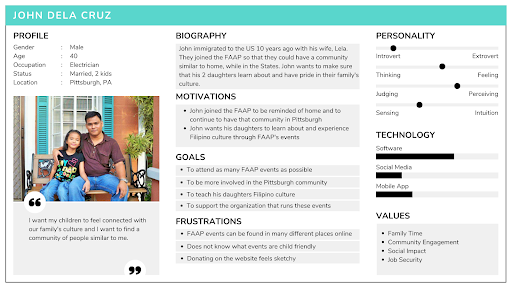 JOHN DELA CRUZ
PROFILE
Gender : Male
Age : 40
Occupation : Electrician
Status : Married, 2 kids
Location : Pittsburgh, PA
“
I want my children to feel connected with
our family's culture and I want to find a
community of people similar to me.
”
BIOGRAPHY
John immigrated to the US 10 years ago with his wife, Lela.
They joined the FAAP so that they could have a community
similar to home, while in the States. John wants to make sure
that his 2 daughters learn about and have pride in their family's
culture.
MOTIVATIONS
• John joined the FAAP to be reminded of home and to
continue to have that community in Pittsburgh
• John wants his daughters to learn about and experience
Filipino culture through FAAP's events
GOALS
• To attend as many FAAP events as possible
• To be more involved in the Pittsburgh community
• To teach his daughters Filipino culture
• To support the organization that runs these events
FRUSTRATIONS
• FAAP events can be found in many different places online
• Does not know what events are child friendly
• Donating on the website feels sketchy
PERSONALITY
Introvert Extrovert
Thinking Feeling
Judging Perceiving
Sensing Intuition
TECHNOLOGY
Software
Social Media
Mobile App
VALUES
• Family Time
• Community Engagement
• Social Impact
• Job Security